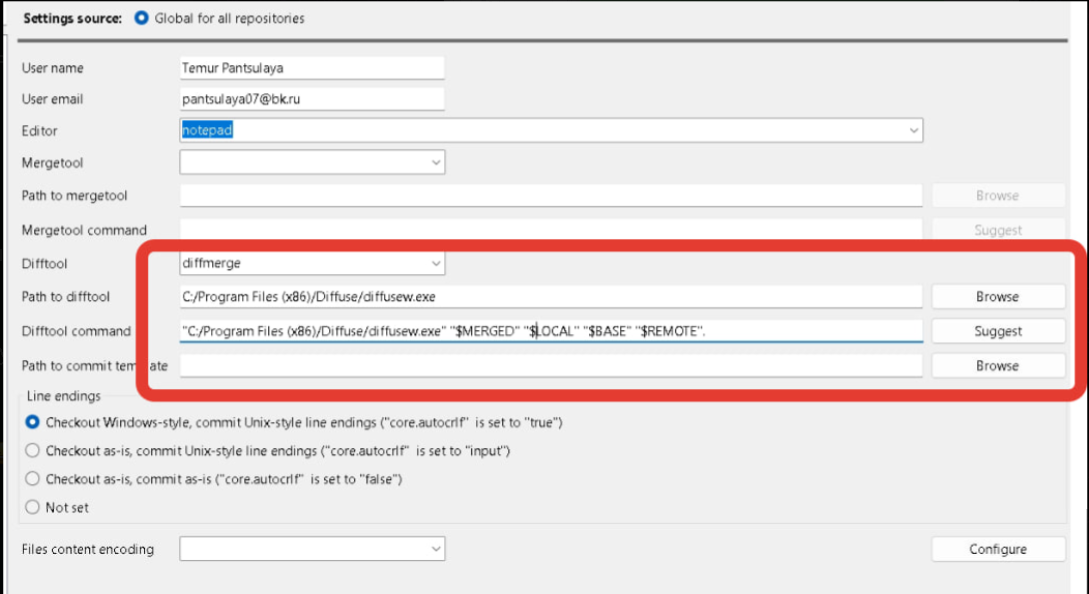 Settings source: Global for all repositories
User name Temur Pantsulaya
User email pantsulaya07@bk.ru
Editor notepad
Mergetool
Path to mergetool Browse
Mergetool command Suggest
Difftool diffmerge
Path to difftool C:/Program Files (x86)/Diffuse/diffusew.exe Browse
Difftool command "C:/Program Files (x86)/Diffuse/diffusew.exe" "$MERGED" "$LOCAL" "$BASE" "$REMOTE". Suggest
Path to commit template Browse
Line endings
Checkout Windows-style, commit Unix-style line endings ("core.autocrlf" is set to "true")
Checkout as-is, commit Unix-style line endings ("core.autocrlf" is set to "input")
Checkout as-is, commit as-is ("core.autocrlf" is set to "false")
Not set
Files content encoding Configure